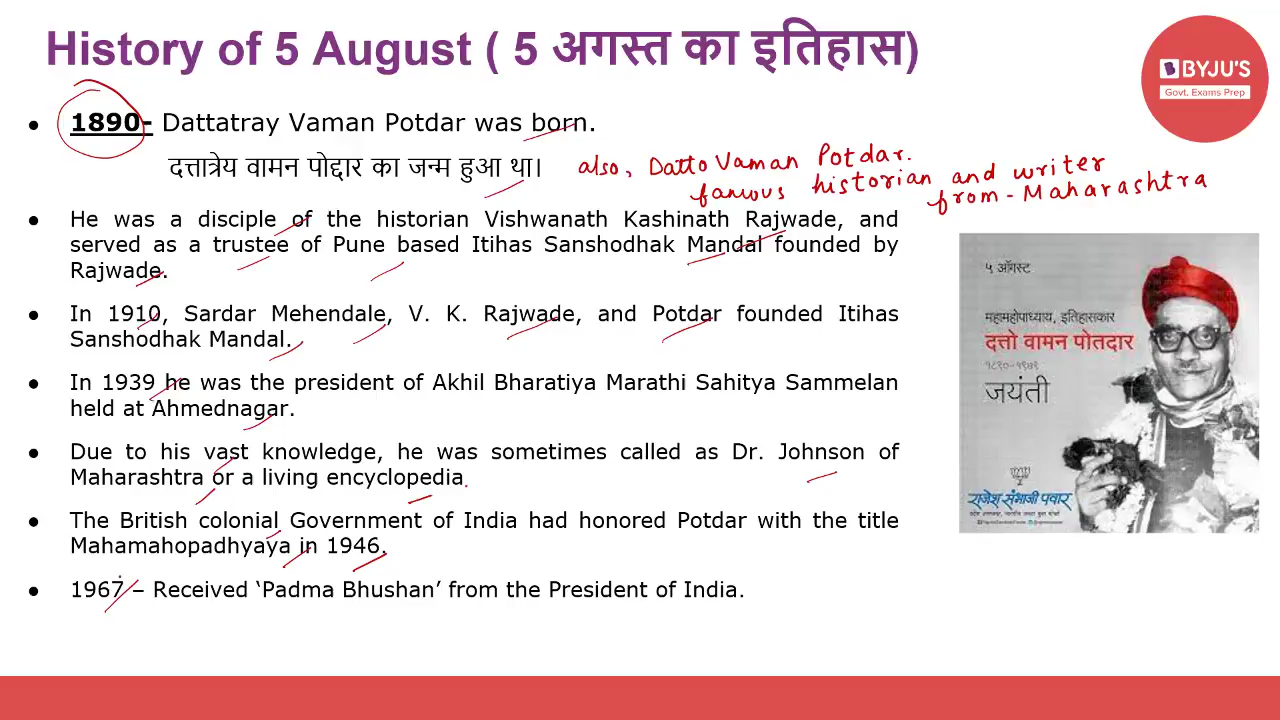 History of 5 August ( 5 अगस्त का इतिहास)
BYJU'S
Govt. Exams Prep
● 1890- Dattatray Vaman Potdar was born.
दत्तात्रेय वामन पोद्दार का जन्म हुआ था।
also, Datto Vaman Potdar.
famous historian and writer
from - Maharashtra
● He was a disciple of the historian Vishwanath Kashinath Rajwade, and
served as a trustee of Pune based Itihas Sanshodhak Mandal founded by
Rajwade.
● In 1910, Sardar Mehendale, V. K. Rajwade, and Potdar founded Itihas
Sanshodhak Mandal.
● In 1939 he was the president of Akhil Bharatiya Marathi Sahitya Sammelan
held at Ahmednagar.
● Due to his vast knowledge, he was sometimes called as Dr. Johnson of
Maharashtra or a living encyclopedia.
● The British colonial Government of India had honored Potdar with the title
Mahamahopadhyaya in 1946.
● 1967 – Received ‘Padma Bhushan’ from the President of India.
५ ऑगस्ट
महामहोपाध्याय, इतिहासकार
दत्तो वामन पोतदार
१८९०-१९७९
जयंती
राजेश संभाजी पवार